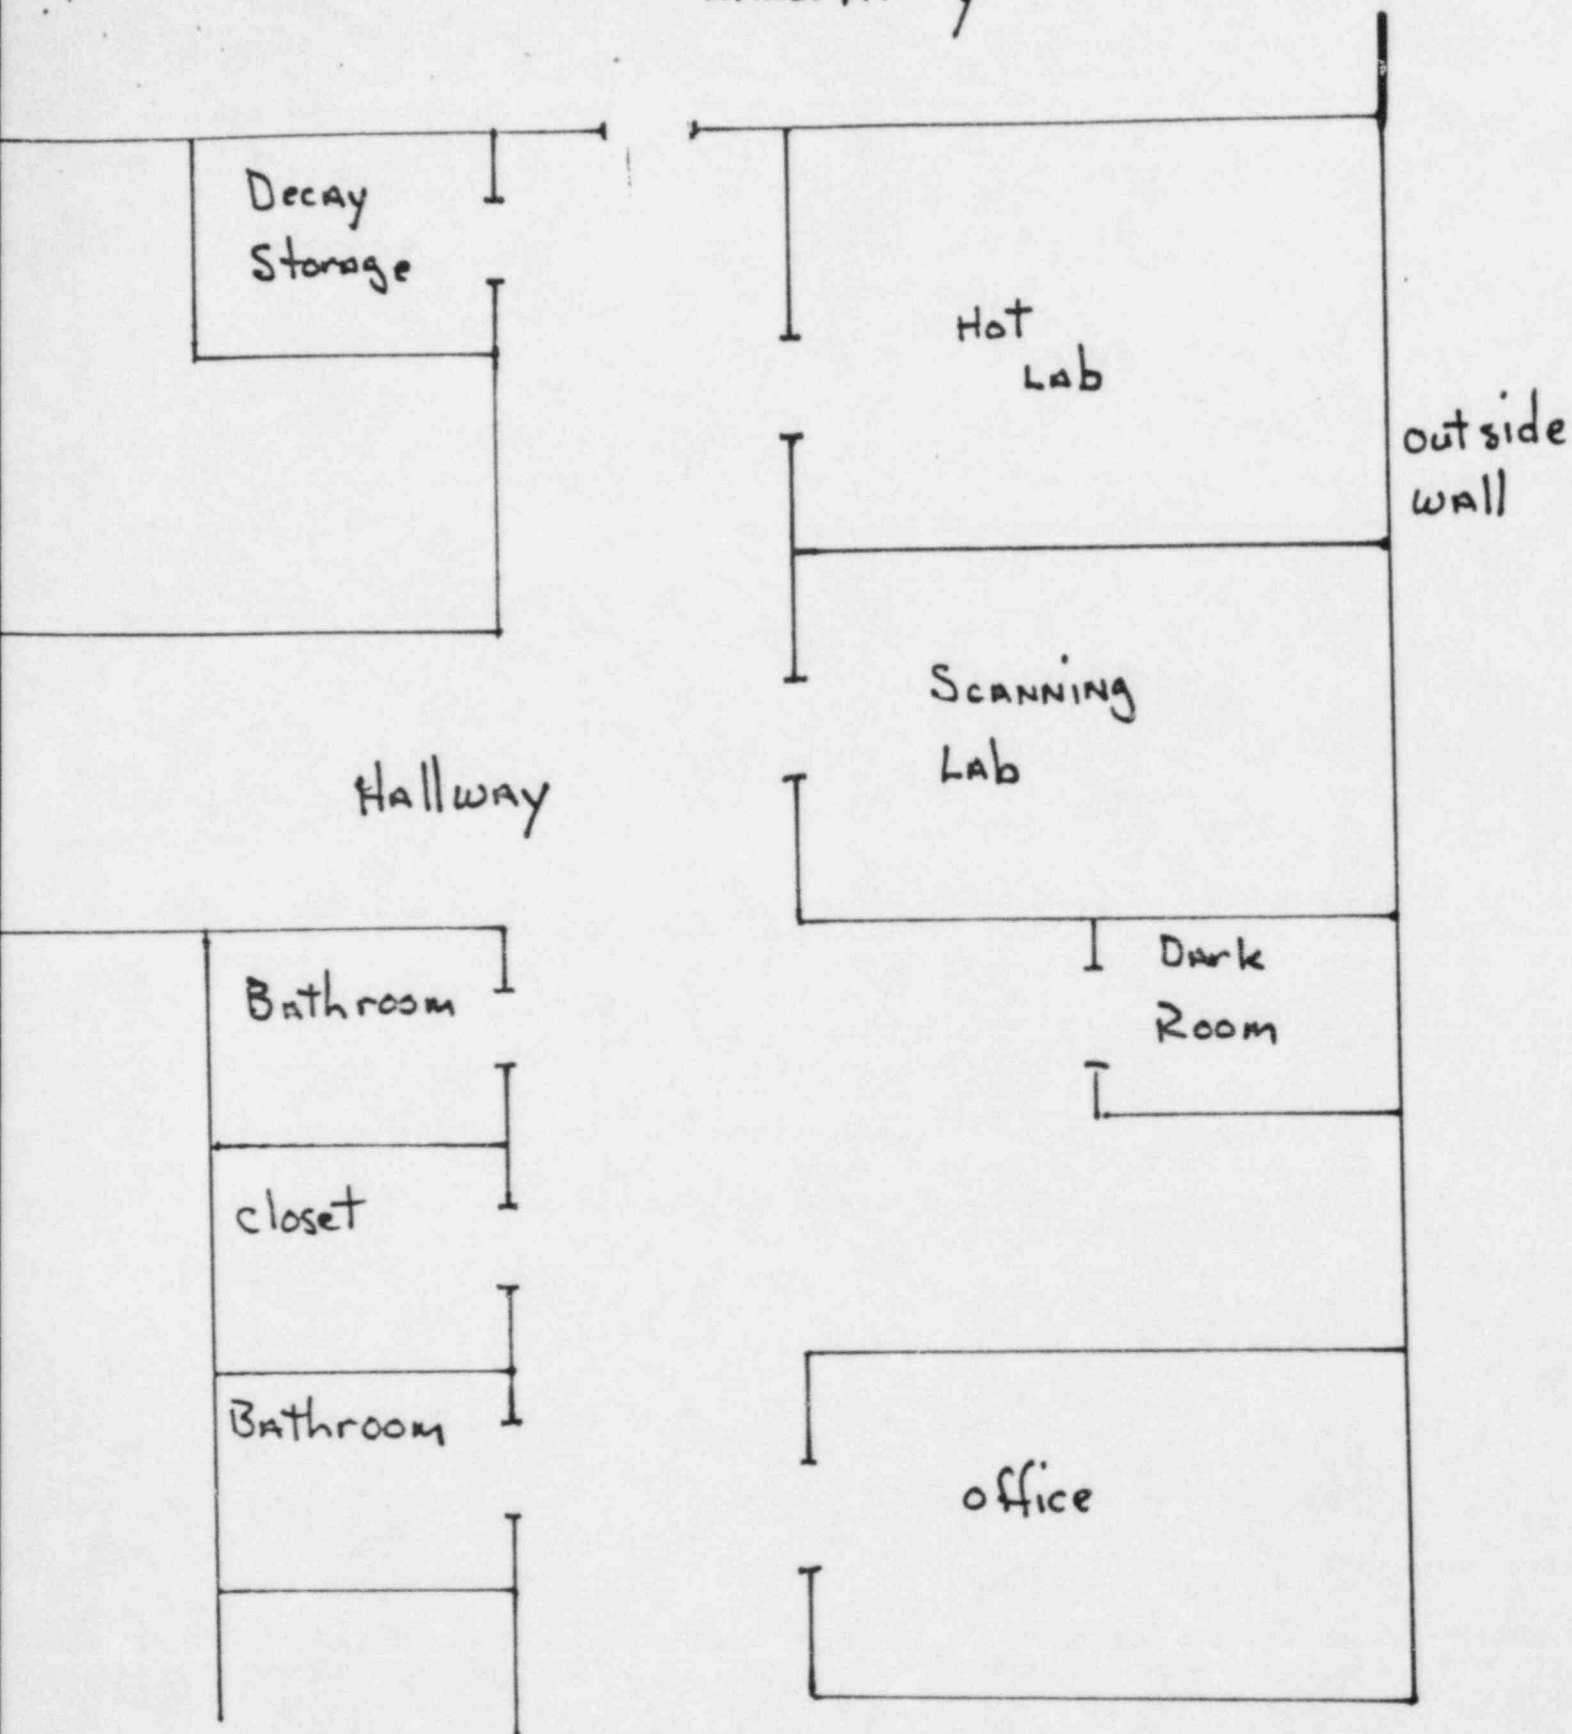 Decay
Storage
Hot
Lab
outside
wall
Scanning
Lab
Hallway
Dark
Room
Bathroom
closet
Bathroom
office